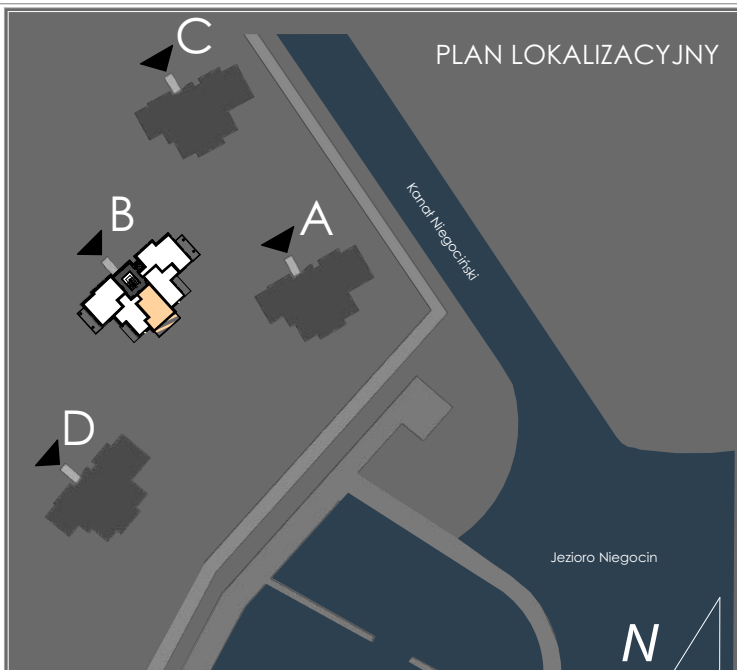 PLAN LOKALIZACYJNY
C
B
A
Kanał Niegociński
D
Jezioro Niegocin
N